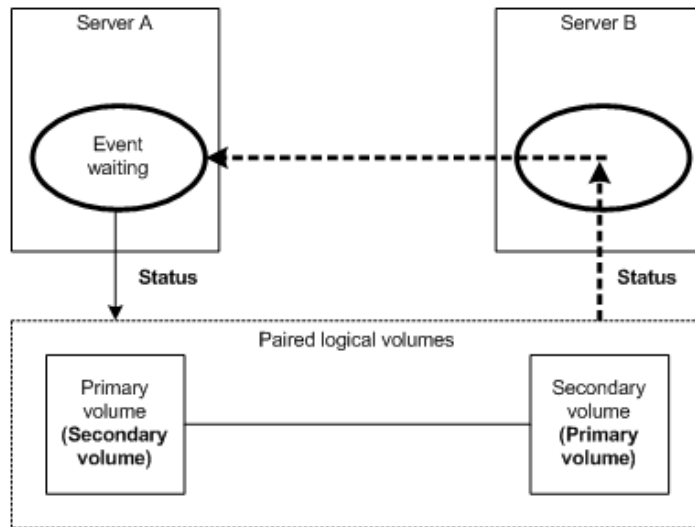 Server A
Server B
Event
waiting
Status
Status
Paired logical volumes
Primary
volume
(Secondary
volume)
Secondary
volume
(Primary
volume)